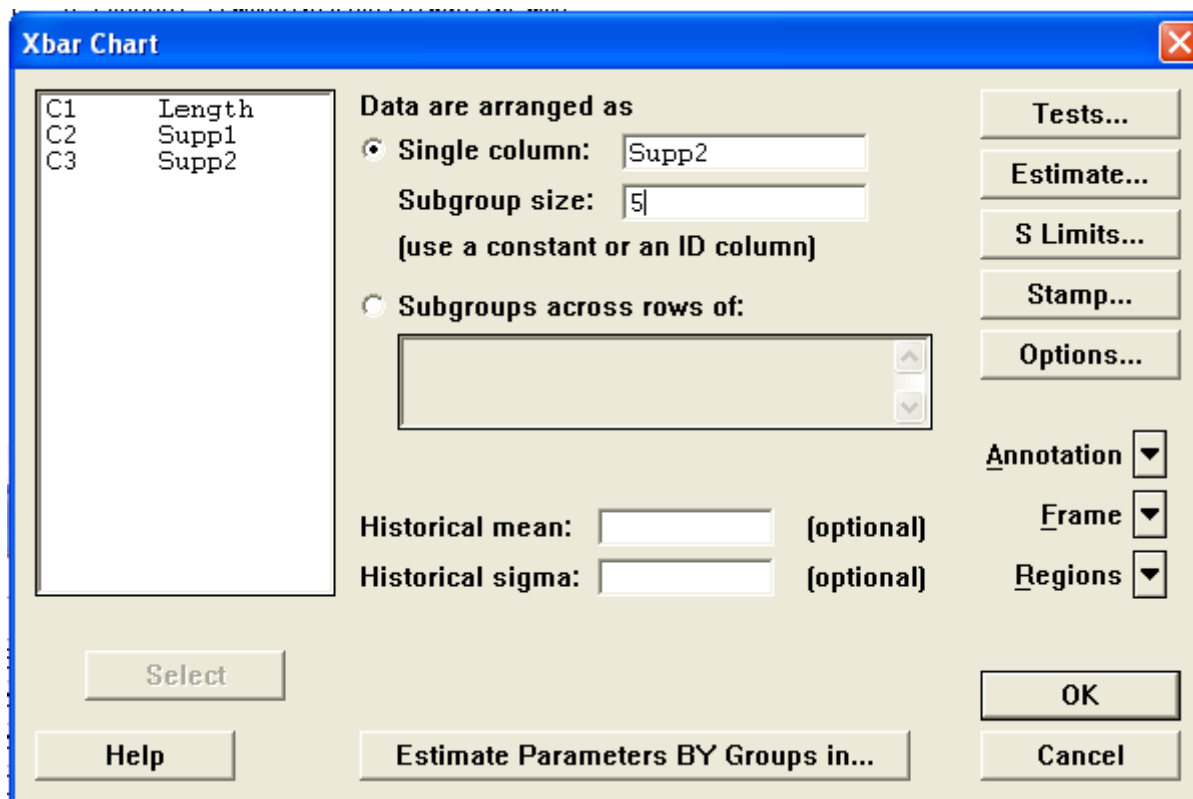 Xbar Chart
C1 Length
C2 Supp1
C3 Supp2
Data are arranged as
Single column: Supp2
Subgroup size: 5
(use a constant or an ID column)
Subgroups across rows of:
Historical mean: (optional)
Historical sigma: (optional)
Tests...
Estimate...
S Limits...
Stamp...
Options...
Annotation
Frame
Regions
Select
OK
Help
Estimate Parameters BY Groups in...
Cancel